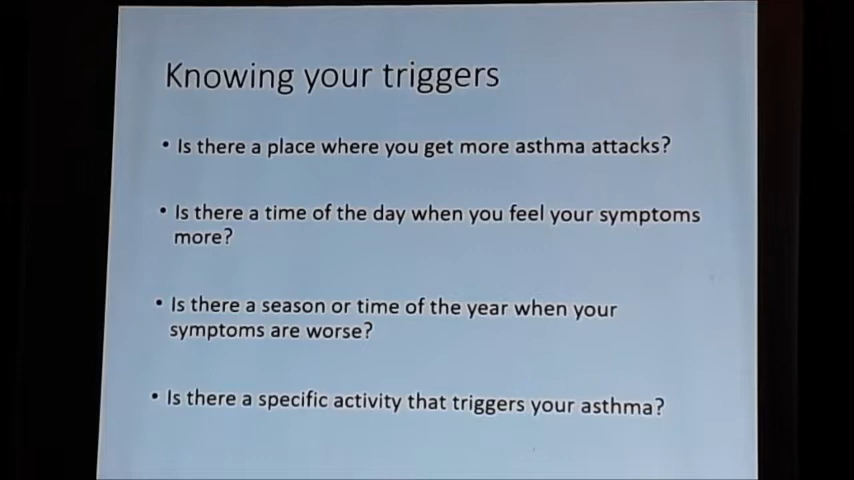 Knowing your triggers
• Is there a place where you get more asthma attacks?
• Is there a time of the day when you feel your symptoms
more?
• Is there a season or time of the year when your
symptoms are worse?
• Is there a specific activity that triggers your asthma?